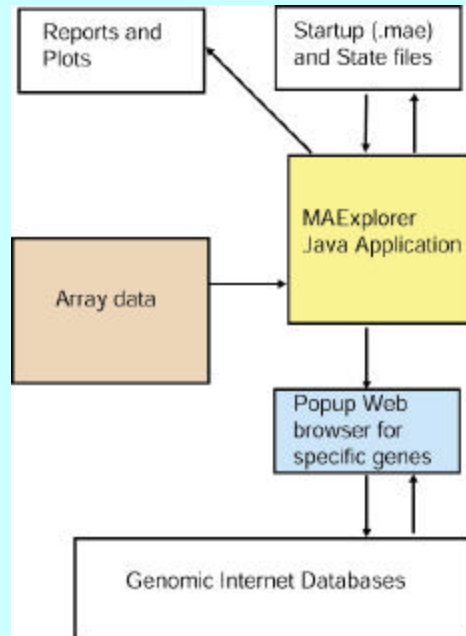 Reports and
Plots
Startup (.mae)
and State files
MAExplorer
Java Application
Array data
Popup Web
browser for
specific genes
Genomic Internet Databases